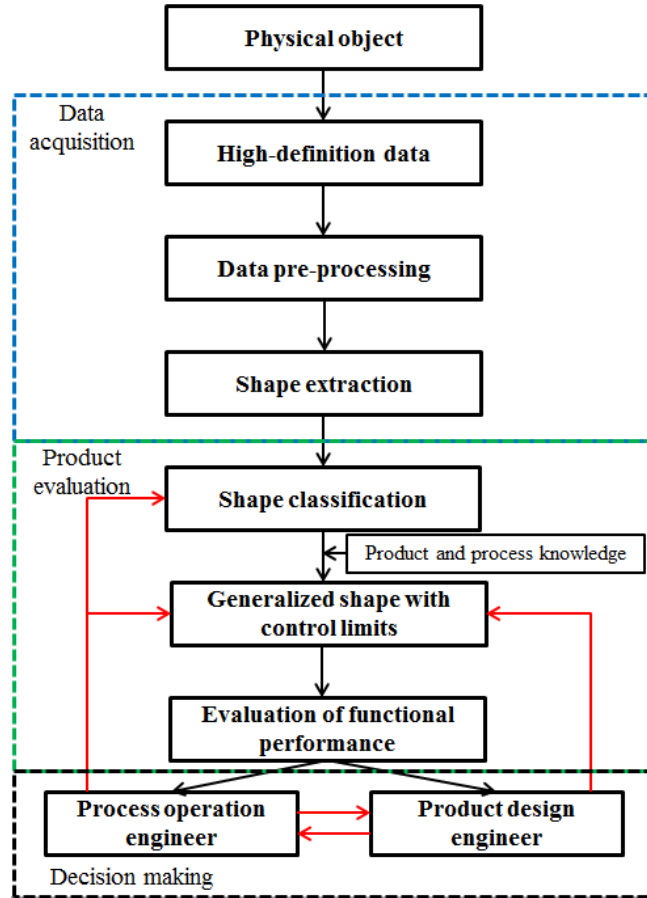 Physical object
Data
acquisition
High-definition data
Data pre-processing
Shape extraction
Product
evaluation
Shape classification
Product and process knowledge
Generalized shape with
control limits
Evaluation of functional
performance
Process operation
engineer
Product design
engineer
Decision making